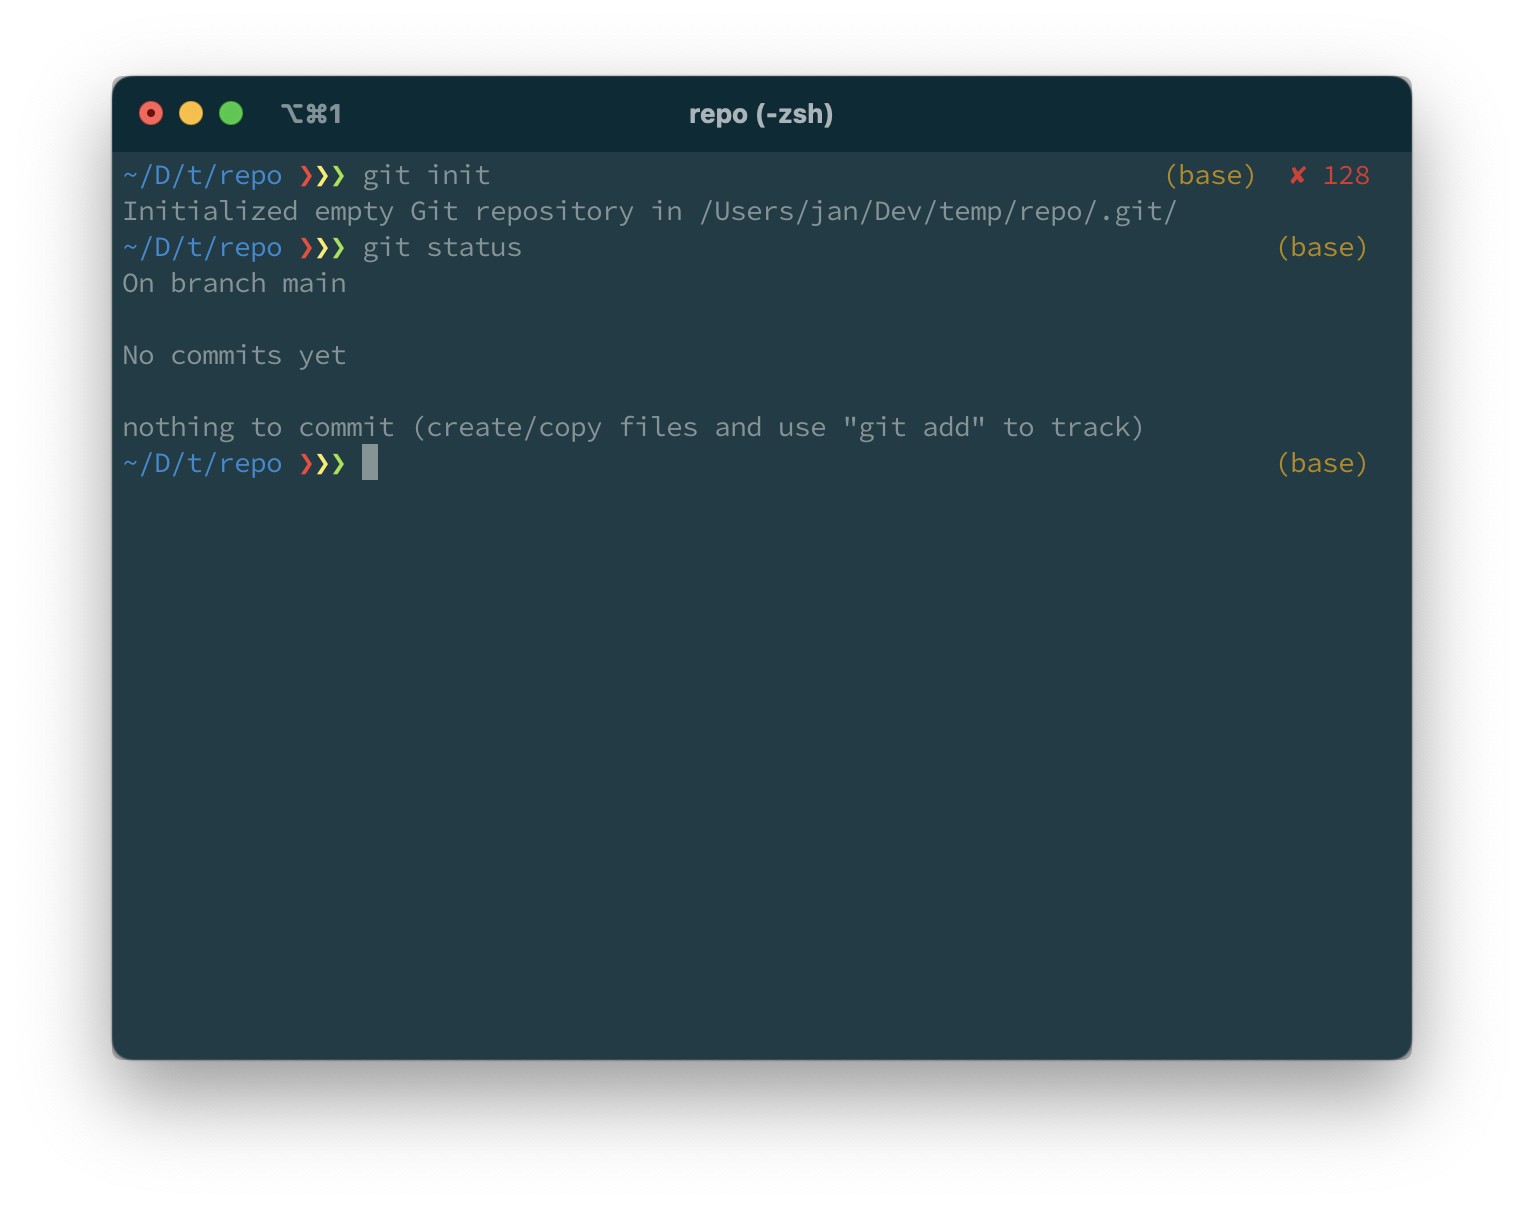 ⌥⌘1 repo (-zsh)
~/D/t/repo ❯❯❯ git init (base) ✘ 128
Initialized empty Git repository in /Users/jan/Dev/temp/repo/.git/
~/D/t/repo ❯❯❯ git status (base)
On branch main
No commits yet
nothing to commit (create/copy files and use "git add" to track)
~/D/t/repo ❯❯❯ (base)